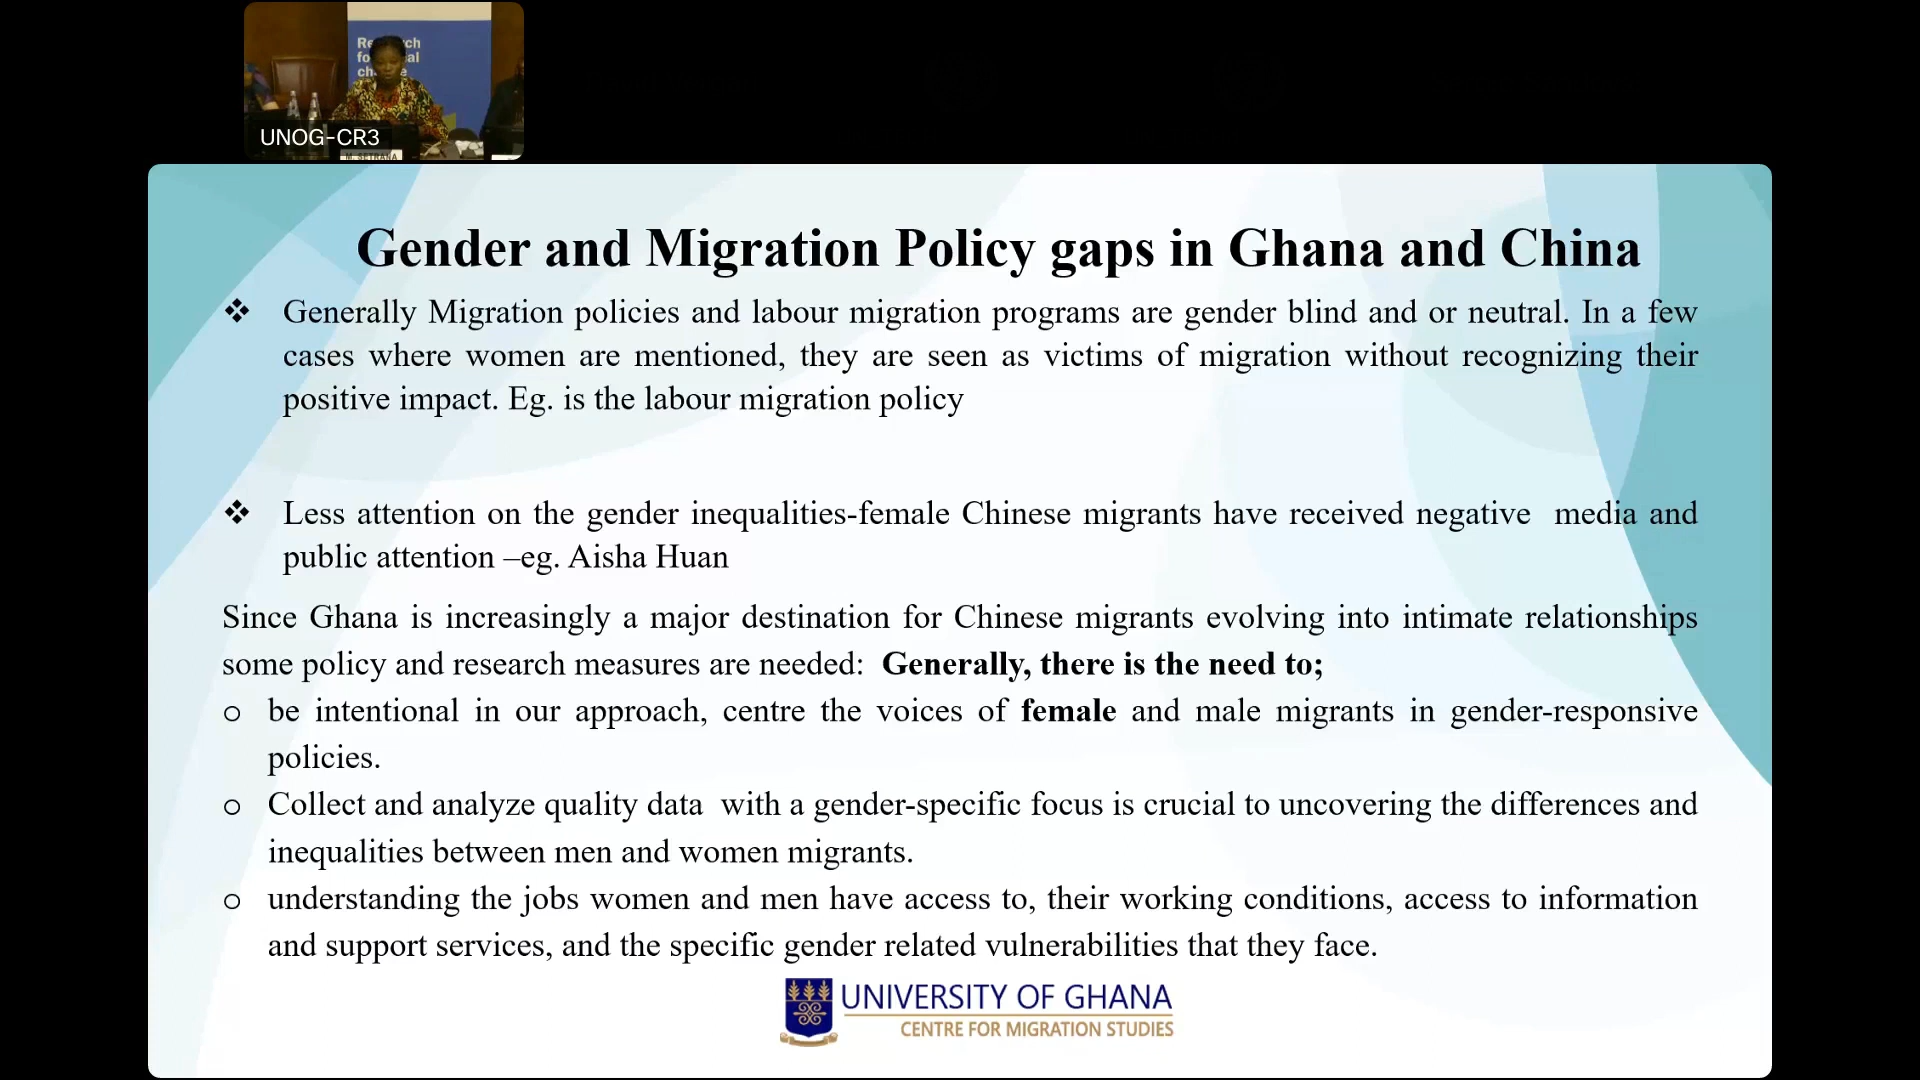 Research
for social
change
UNOG-CR3
M. SETRANA
Gender and Migration Policy gaps in Ghana and China
❖ Generally Migration policies and labour migration programs are gender blind and or neutral. In a few
cases where women are mentioned, they are seen as victims of migration without recognizing their
positive impact. Eg. is the labour migration policy
❖ Less attention on the gender inequalities-female Chinese migrants have received negative  media and
public attention –eg. Aisha Huan
Since Ghana is increasingly a major destination for Chinese migrants evolving into intimate relationships
some policy and research measures are needed:  Generally, there is the need to;
o be intentional in our approach, centre the voices of female and male migrants in gender-responsive
policies.
o Collect and analyze quality data  with a gender-specific focus is crucial to uncovering the differences and
inequalities between men and women migrants.
o understanding the jobs women and men have access to, their working conditions, access to information
and support services, and the specific gender related vulnerabilities that they face.
UNIVERSITY OF GHANA
CENTRE FOR MIGRATION STUDIES